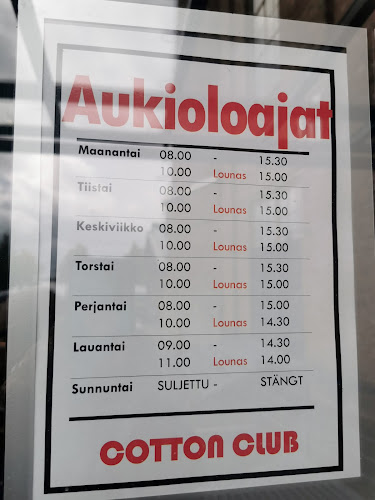 Aukioloajat
Maanantai 08.00 - 15.30
10.00 Lounas 15.00
Tiistai 08.00 - 15.30
10.00 Lounas 15.00
Keskiviikko 08.00 - 15.30
10.00 Lounas 15.00
Torstai 08.00 - 15.30
10.00 Lounas 15.00
Perjantai 08.00 - 15.00
10.00 Lounas 14.30
Lauantai 09.00 - 14.30
11.00 Lounas 14.00
Sunnuntai SULJETTU - STÄNGT
COTTON CLUB